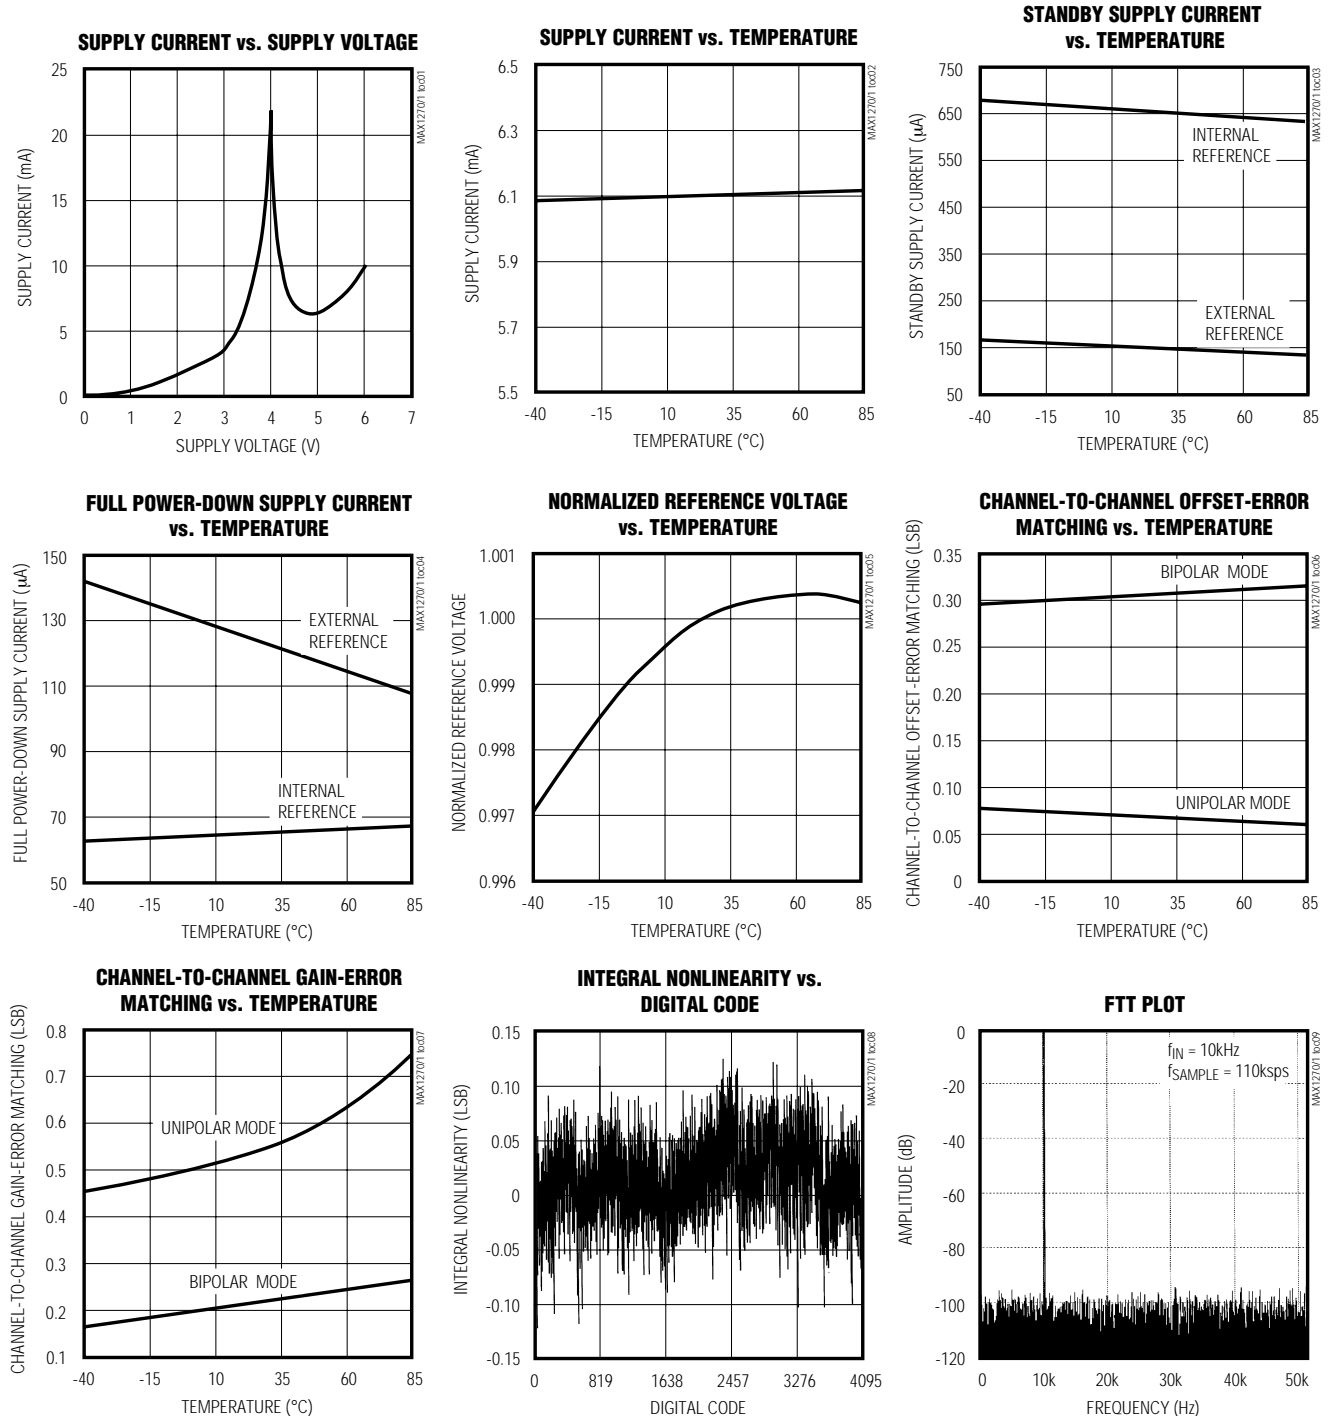 SUPPLY CURRENT vs. SUPPLY VOLTAGE
25
20
15
10
5
0
0 1 2 3 4 5 6 7
SUPPLY CURRENT (mA)
SUPPLY VOLTAGE (V)
MAX1270/1 toc01
SUPPLY CURRENT vs. TEMPERATURE
6.5
6.3
6.1
5.9
5.7
5.5
-40 -15 10 35 60 85
SUPPLY CURRENT (mA)
TEMPERATURE (°C)
MAX1270/1 toc02
STANDBY SUPPLY CURRENT
vs. TEMPERATURE
750
650
550
450
350
250
150
50
-40 -15 10 35 60 85
STANDBY SUPPLY CURRENT (μA)
TEMPERATURE (°C)
INTERNAL
REFERENCE
EXTERNAL
REFERENCE
MAX1270/1 toc03
FULL POWER-DOWN SUPPLY CURRENT
vs. TEMPERATURE
150
130
110
90
70
50
-40 -15 10 35 60 85
FULL POWER-DOWN SUPPLY CURRENT (μA)
TEMPERATURE (°C)
EXTERNAL
REFERENCE
INTERNAL
REFERENCE
MAX1270/1 toc04
NORMALIZED REFERENCE VOLTAGE
vs. TEMPERATURE
1.001
1.000
0.999
0.998
0.997
0.996
-40 -15 10 35 60 85
NORMALIZED REFERENCE VOLTAGE
TEMPERATURE (°C)
MAX1270/1 toc05
CHANNEL-TO-CHANNEL OFFSET-ERROR
MATCHING vs. TEMPERATURE
0.35
0.30
0.25
0.20
0.15
0.10
0.05
0
-40 -15 10 35 60 85
CHANNEL-TO-CHANNEL OFFSET-ERROR MATCHING (LSB)
TEMPERATURE (°C)
BIPOLAR MODE
UNIPOLAR MODE
MAX1270/1 toc06
CHANNEL-TO-CHANNEL GAIN-ERROR
MATCHING vs. TEMPERATURE
0.8
0.7
0.6
0.5
0.4
0.3
0.2
0.1
-40 -15 10 35 60 85
CHANNEL-TO-CHANNEL GAIN-ERROR MATCHING (LSB)
TEMPERATURE (°C)
UNIPOLAR MODE
BIPOLAR MODE
MAX1270/1 toc07
INTEGRAL NONLINEARITY vs.
DIGITAL CODE
0.15
0.10
0.05
0
-0.05
-0.10
-0.15
0 819 1638 2457 3276 4095
INTEGRAL NONLINEARITY (LSB)
DIGITAL CODE
MAX1270/1 toc08
FTT PLOT
0
-20
-40
-60
-80
-100
-120
0 10k 20k 30k 40k 50k
AMPLITUDE (dB)
FREQUENCY (Hz)
fIN = 10kHz
fSAMPLE = 110ksps
MAX1270/1 toc09